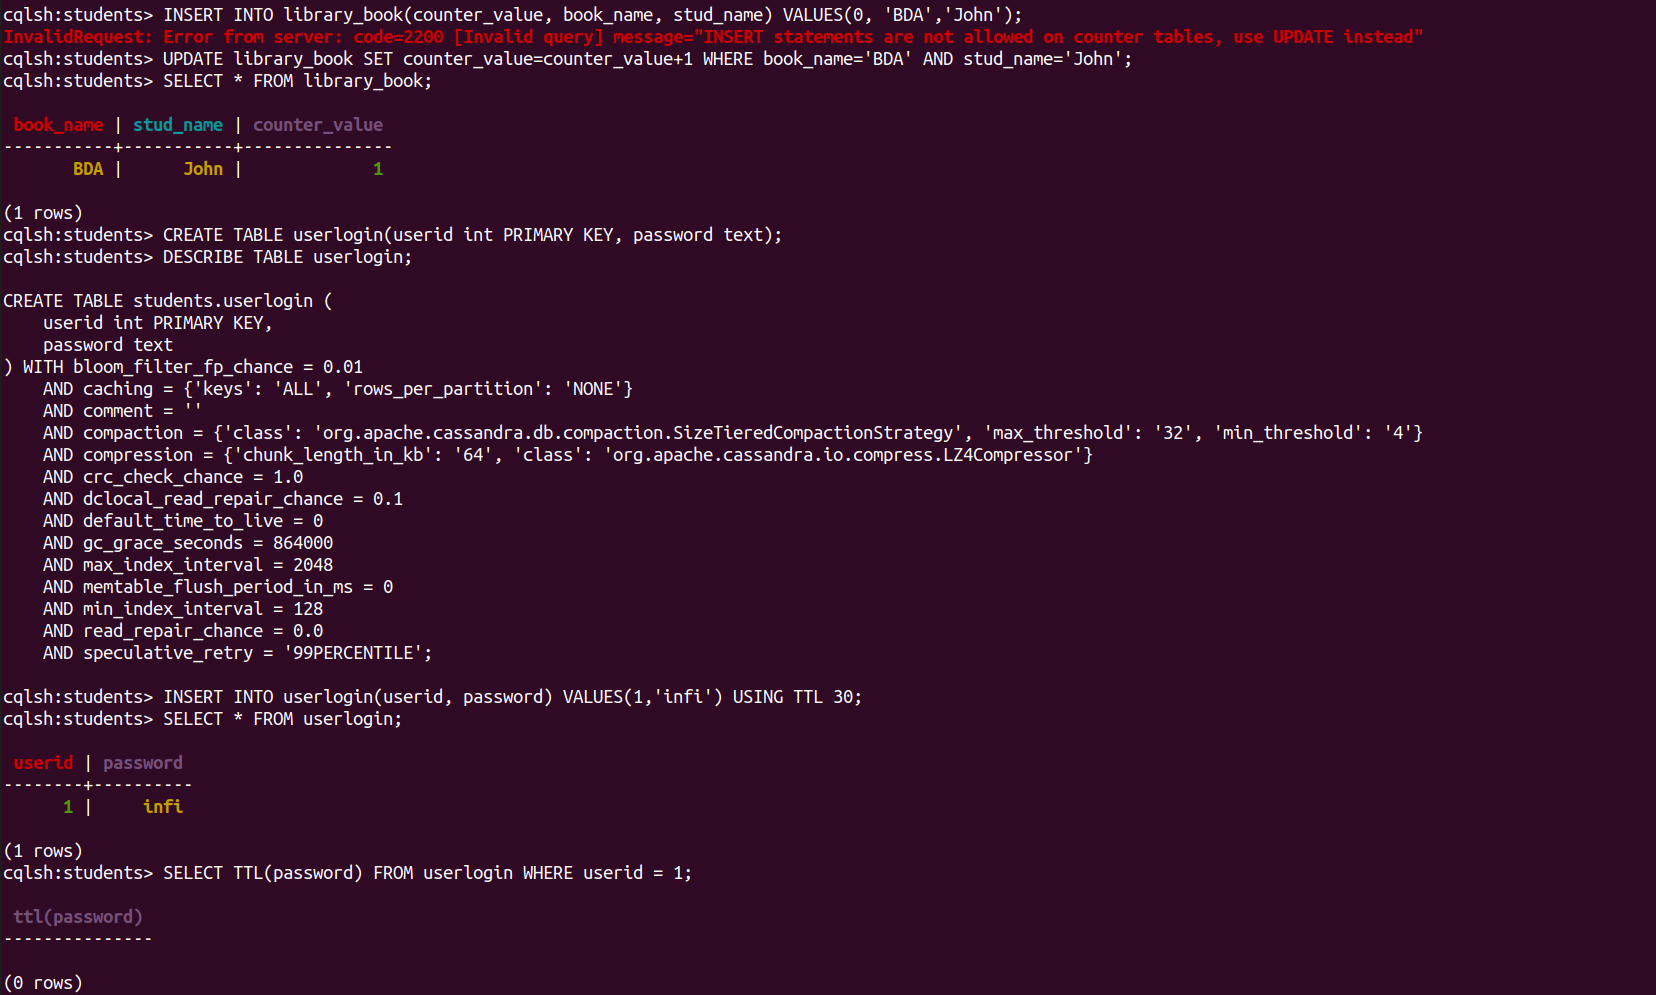 cqlsh:students> INSERT INTO library_book(counter_value, book_name, stud_name) VALUES(0, 'BDA','John');
InvalidRequest: Error from server: code=2200 [Invalid query] message="INSERT statements are not allowed on counter tables, use UPDATE instead"
cqlsh:students> UPDATE library_book SET counter_value=counter_value+1 WHERE book_name='BDA' AND stud_name='John';
cqlsh:students> SELECT * FROM library_book;

 book_name | stud_name | counter_value
-----------+-----------+---------------
       BDA |      John |             1

(1 rows)
cqlsh:students> CREATE TABLE userlogin(userid int PRIMARY KEY, password text);
cqlsh:students> DESCRIBE TABLE userlogin;

CREATE TABLE students.userlogin (
    userid int PRIMARY KEY,
    password text
) WITH bloom_filter_fp_chance = 0.01
    AND caching = {'keys': 'ALL', 'rows_per_partition': 'NONE'}
    AND comment = ''
    AND compaction = {'class': 'org.apache.cassandra.db.compaction.SizeTieredCompactionStrategy', 'max_threshold': '32', 'min_threshold': '4'}
    AND compression = {'chunk_length_in_kb': '64', 'class': 'org.apache.cassandra.io.compress.LZ4Compressor'}
    AND crc_check_chance = 1.0
    AND dclocal_read_repair_chance = 0.1
    AND default_time_to_live = 0
    AND gc_grace_seconds = 864000
    AND max_index_interval = 2048
    AND memtable_flush_period_in_ms = 0
    AND min_index_interval = 128
    AND read_repair_chance = 0.0
    AND speculative_retry = '99PERCENTILE';

cqlsh:students> INSERT INTO userlogin(userid, password) VALUES(1,'infi') USING TTL 30;
cqlsh:students> SELECT * FROM userlogin;

 userid | password
--------+----------
      1 |     infi

(1 rows)
cqlsh:students> SELECT TTL(password) FROM userlogin WHERE userid = 1;

 ttl(password)
---------------

(0 rows)